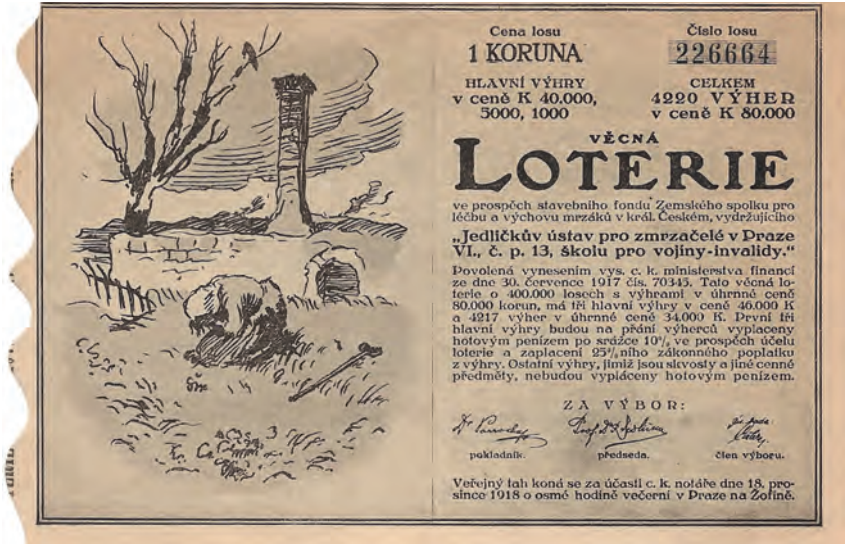 Cena losu
1 KORUNA
Číslo losu
226664
HLAVNÍ VÝHRY
v ceně K 40.000,
5000, 1000
CELKEM
4220 VÝHER
v ceně K 80.000
VĚCNÁ
LOTERIE
ve prospěch stavebního fondu Zemského spolku pro
léčbu a výchovu mrzáků v král. Českém, vydržujícího
„Jedličkův ústav pro zmrzačelé v Praze
VI., č. p. 13, školu pro vojíny-invalidy.“
Povolená vynesením vys. c. k. ministerstva financí
ze dne 30. července 1917 čís. 70345. Tato věcná lo-
terie o 400.000 losech s výhrami v úhrnné ceně
80.000 korun, má tři hlavní výhry v ceně 46.000 K
a 4217 výher v úhrnné ceně 34.000 K. První tři
hlavní výhry budou na přání výherců vyplaceny
hotovým penízem po srážce 10%, ve prospěch účelu
loterie a zaplacení 25%ního zákonného poplatku
z výhry. Ostatní výhry, jimiž jsou skvosty a jiné cenné
předměty, nebudou vypláceny hotovým penízem.
ZA VÝBOR:
pokladník.
předseda.
člen výboru.
Veřejný tah koná se za účasti c. k. notáře dne 18. pro-
since 1918 o osmé hodině večerní v Praze na Žofíně.